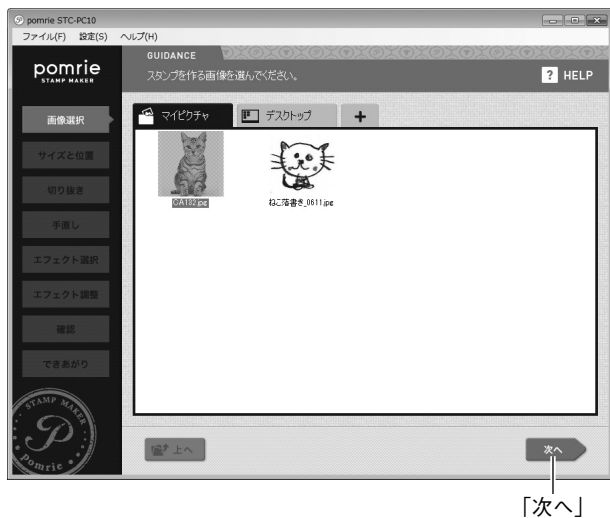 pomrie STC-PC10
ファイル(F) 設定(S) ヘルプ(H)
pomrie
STAMP MAKER
GUIDANCE
スタンプを作る画像を選んでください。
? HELP
画像選択
サイズと位置
切り抜き
手直し
エフェクト選択
エフェクト調整
確認
できあがり
マイピクチャ
デスクトップ
+
CA182.jpg
ねこ落書き_0611.jpg
STAMP MAKER
P
Pomrie
上へ
次へ
「次へ」